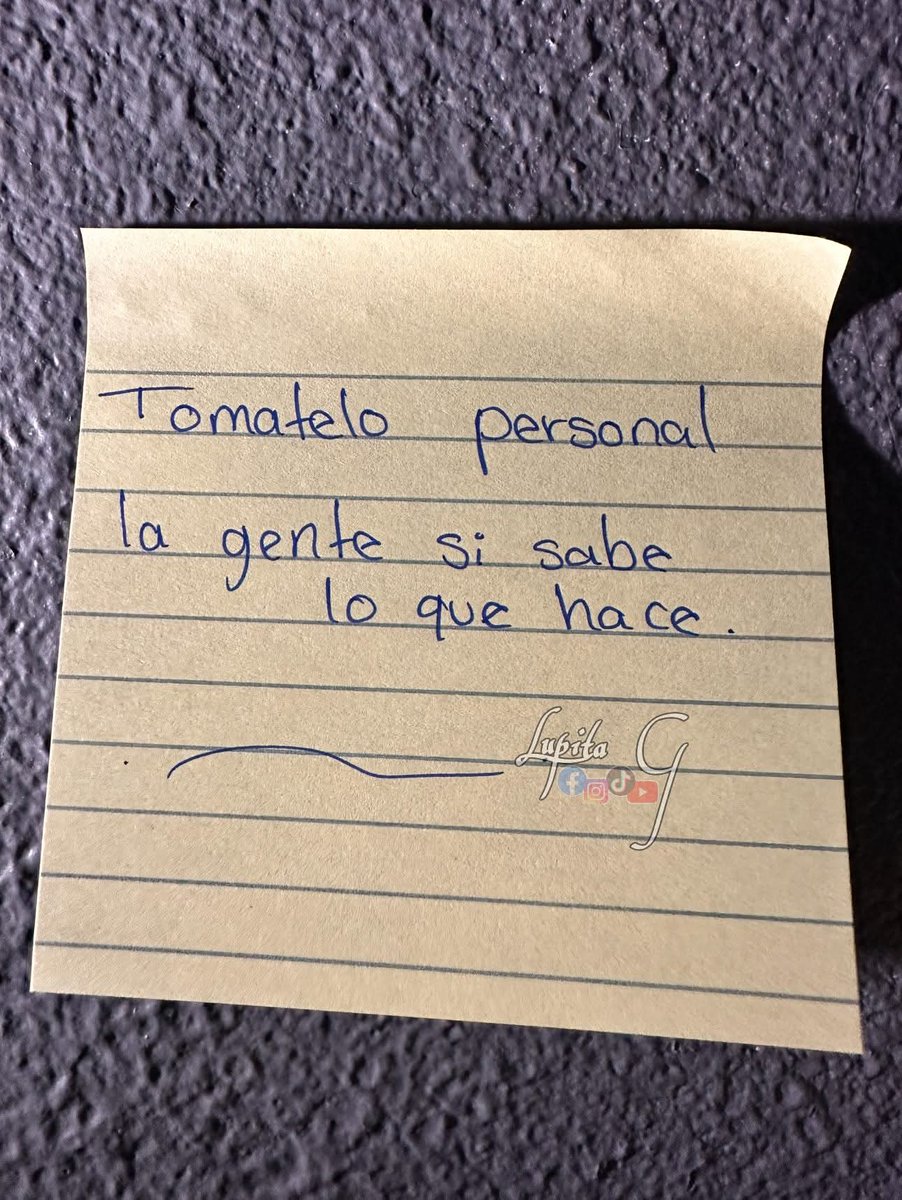 Tomatelo personal
la gente si sabe
lo que hace.
Lupita G